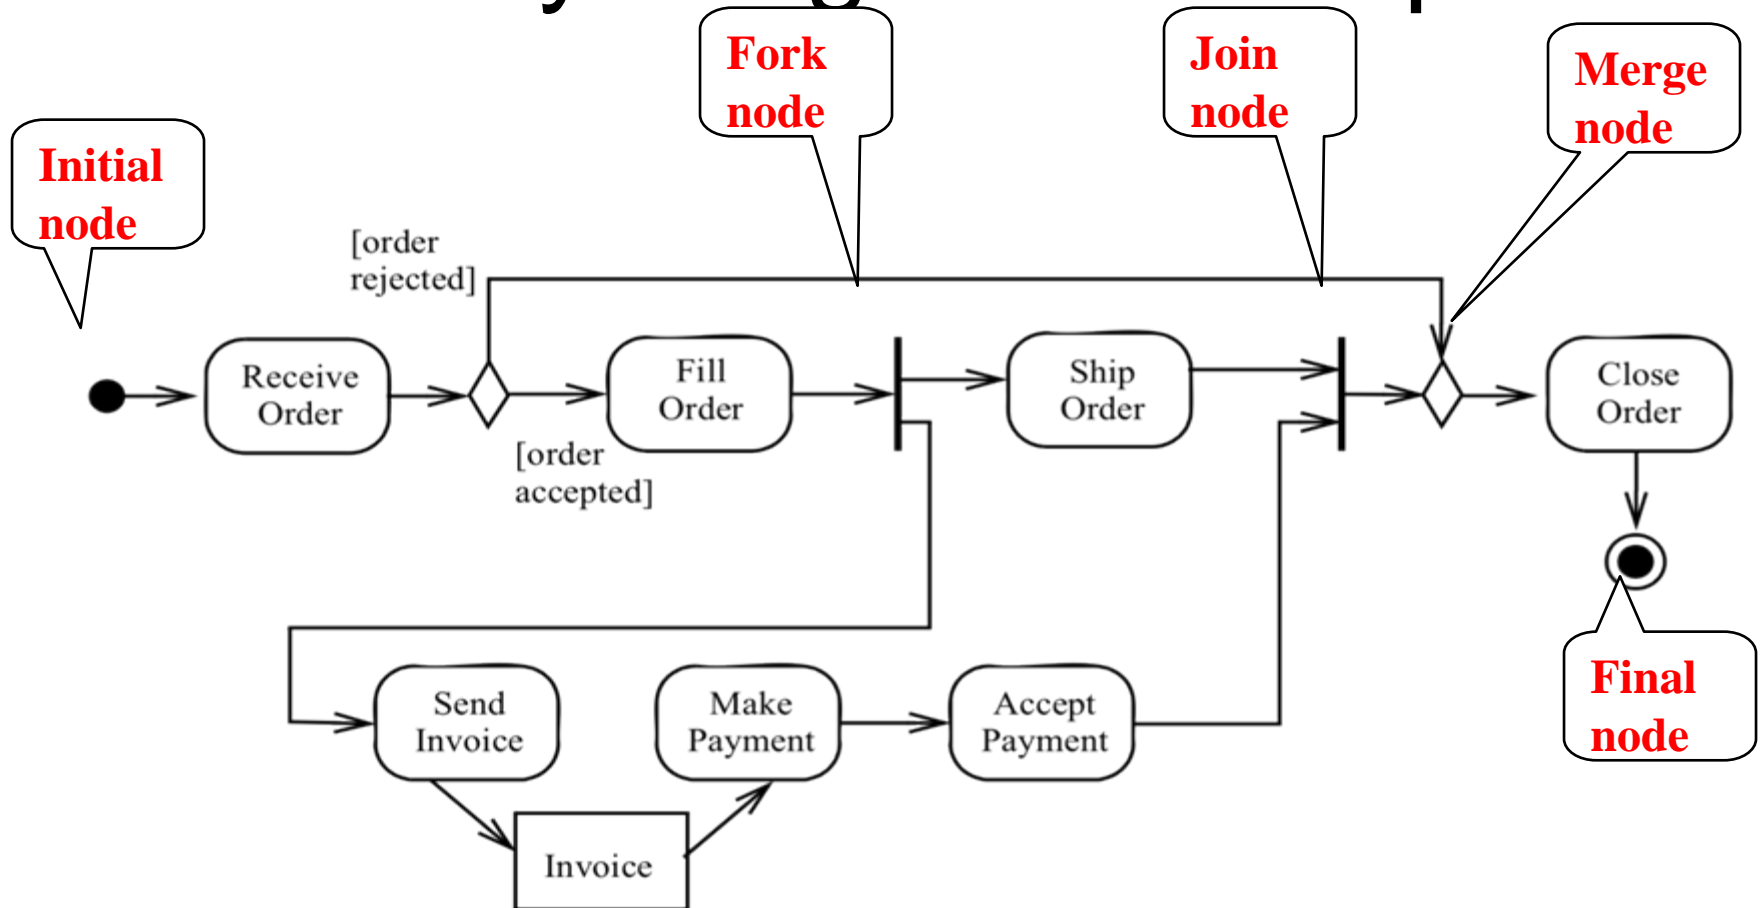 Fork
node
Join
node
Merge
node
Initial
node
[order
rejected]
Receive
Order
Fill
Order
Ship
Order
Close
Order
[order
accepted]
Send
Invoice
Make
Payment
Accept
Payment
Final
node
Invoice